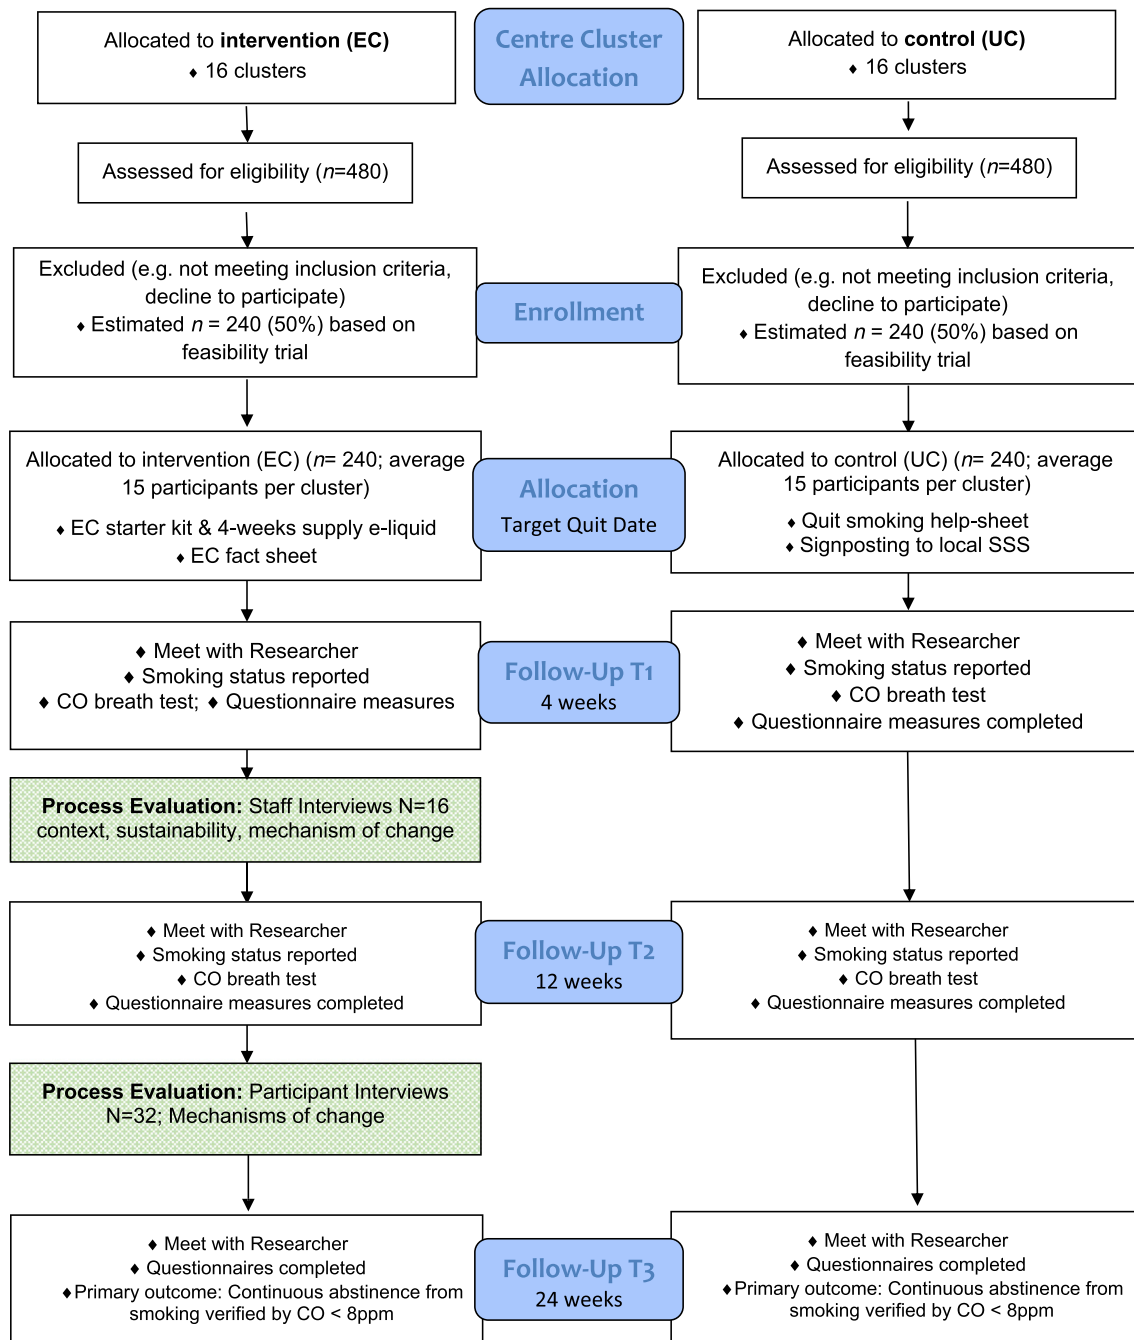 Allocated to intervention (EC)
♦ 16 clusters
Centre Cluster
Allocation
Allocated to control (UC)
♦ 16 clusters
Assessed for eligibility (n=480)
Assessed for eligibility (n=480)
Excluded (e.g. not meeting inclusion criteria,
decline to participate)
♦ Estimated n = 240 (50%) based on
feasibility trial
Enrollment
Excluded (e.g. not meeting inclusion criteria,
decline to participate)
♦ Estimated n = 240 (50%) based on
feasibility trial
Allocated to intervention (EC) (n= 240; average
15 participants per cluster)
♦ EC starter kit & 4-weeks supply e-liquid
♦ EC fact sheet
Allocation
Target Quit Date
Allocated to control (UC) (n=240; average
15 participants per cluster)
♦ Quit smoking help-sheet
♦ Signposting to local SSS
♦ Meet with Researcher
♦ Smoking status reported
♦ CO breath test; ♦ Questionnaire measures
Follow-Up T1
4 weeks
♦ Meet with Researcher
♦ Smoking status reported
♦ CO breath test
♦ Questionnaire measures completed
Process Evaluation: Staff Interviews N=16
context, sustainability, mechanism of change
♦ Meet with Researcher
♦ Smoking status reported
♦ CO breath test
♦ Questionnaire measures completed
Follow-Up T2
12 weeks
♦ Meet with Researcher
♦ Smoking status reported
♦ CO breath test
♦ Questionnaire measures completed
Process Evaluation: Participant Interviews
N=32; Mechanisms of change
♦ Meet with Researcher
♦ Questionnaires completed
♦Primary outcome: Continuous abstinence from
smoking verified by CO < 8ppm
Follow-Up T3
24 weeks
♦ Meet with Researcher
♦ Questionnaires completed
♦Primary outcome: Continuous abstinence from
smoking verified by CO < 8ppm